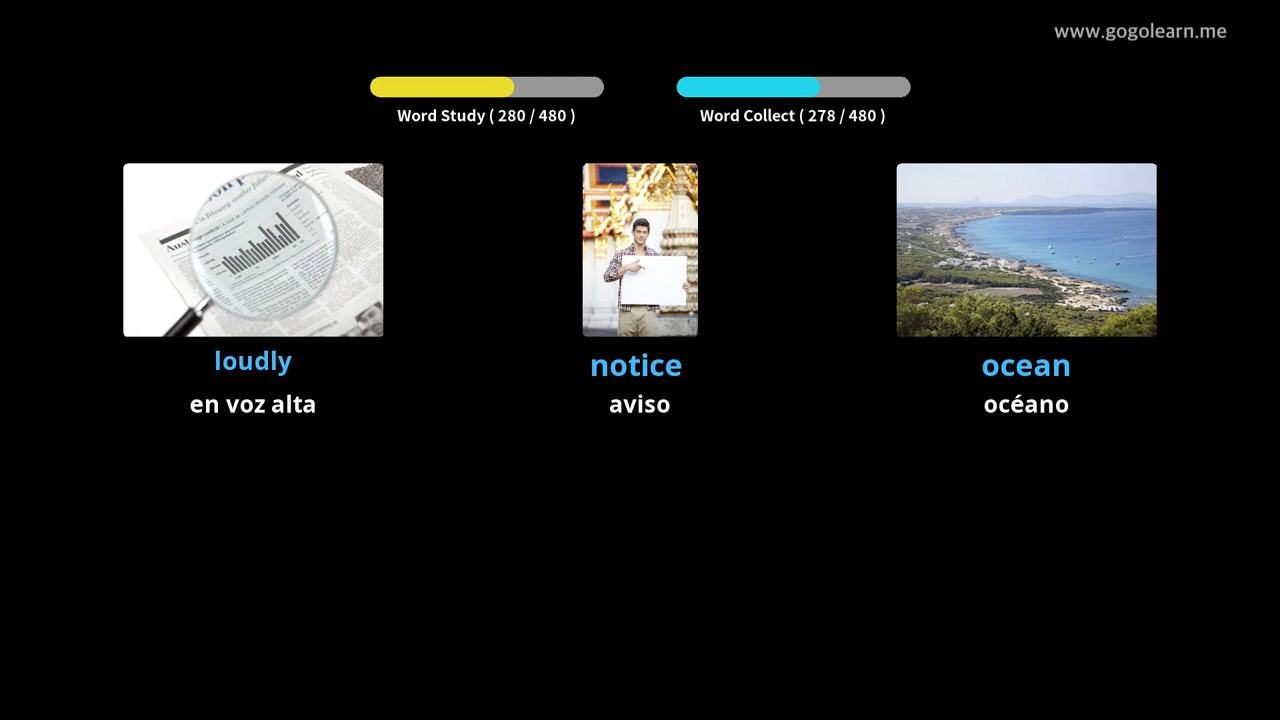 www.gogolearn.me
Word Study ( 280 / 480 )
Word Collect ( 278 / 480 )
loudly
notice
ocean
en voz alta
aviso
océano